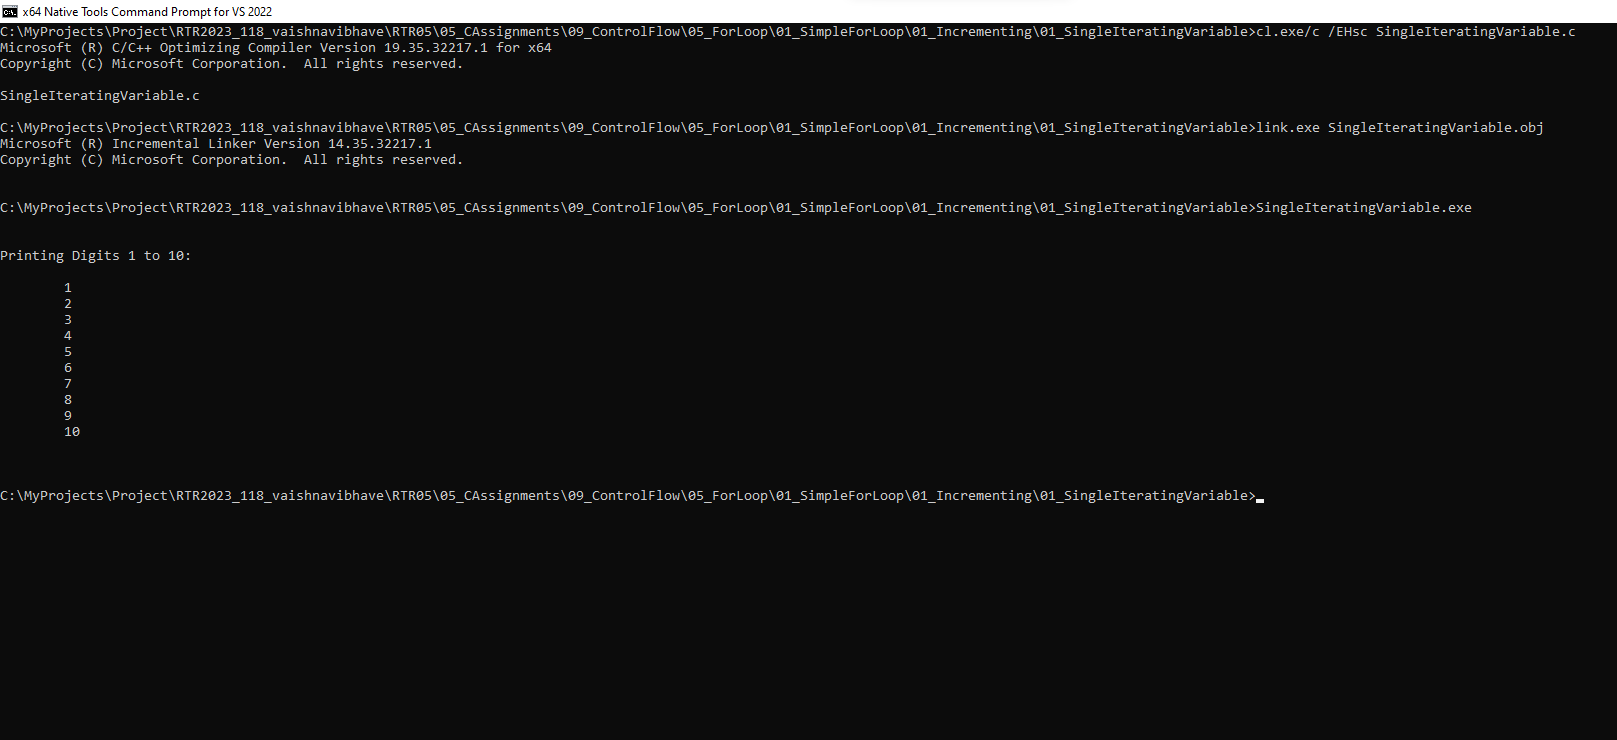 x64 Native Tools Command Prompt for VS 2022
C:\MyProjects\Project\RTR2023_118_vaishnavibhave\RTR05\05_CAssignments\09_ControlFlow\05_ForLoop\01_SimpleForLoop\01_Incrementing\01_SingleIteratingVariable>cl.exe/c /EHsc SingleIteratingVariable.c
Microsoft (R) C/C++ Optimizing Compiler Version 19.35.32217.1 for x64
Copyright (C) Microsoft Corporation.  All rights reserved.
SingleIteratingVariable.c
C:\MyProjects\Project\RTR2023_118_vaishnavibhave\RTR05\05_CAssignments\09_ControlFlow\05_ForLoop\01_SimpleForLoop\01_Incrementing\01_SingleIteratingVariable>link.exe SingleIteratingVariable.obj
Microsoft (R) Incremental Linker Version 14.35.32217.1
Copyright (C) Microsoft Corporation.  All rights reserved.
C:\MyProjects\Project\RTR2023_118_vaishnavibhave\RTR05\05_CAssignments\09_ControlFlow\05_ForLoop\01_SimpleForLoop\01_Incrementing\01_SingleIteratingVariable>SingleIteratingVariable.exe
Printing Digits 1 to 10:
1
2
3
4
5
6
7
8
9
10
C:\MyProjects\Project\RTR2023_118_vaishnavibhave\RTR05\05_CAssignments\09_ControlFlow\05_ForLoop\01_SimpleForLoop\01_Incrementing\01_SingleIteratingVariable>